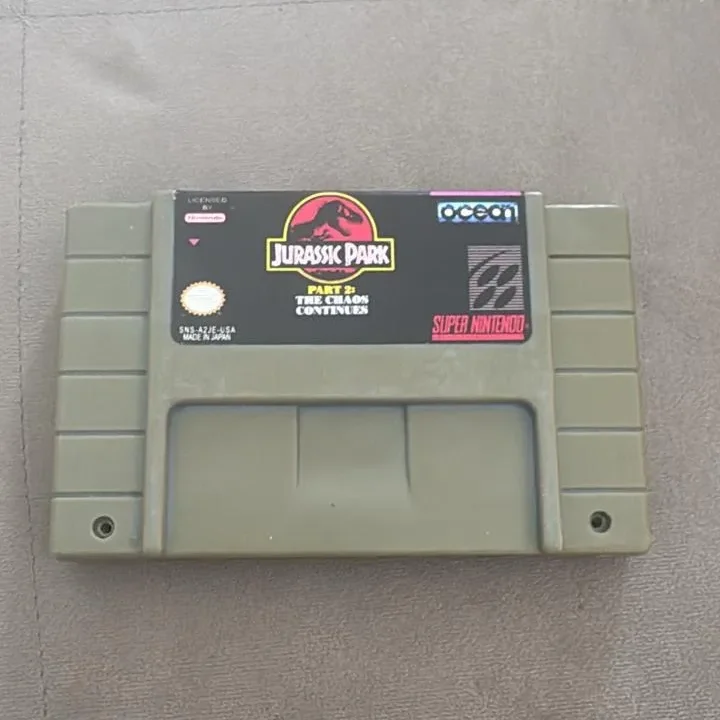 LICENSED
BY
Nintendo
ocean
JURASSIC PARK
PART 2:
THE CHAOS
CONTINUES
SNS-A2JE-USA
MADE IN JAPAN
SUPER NINTENDO